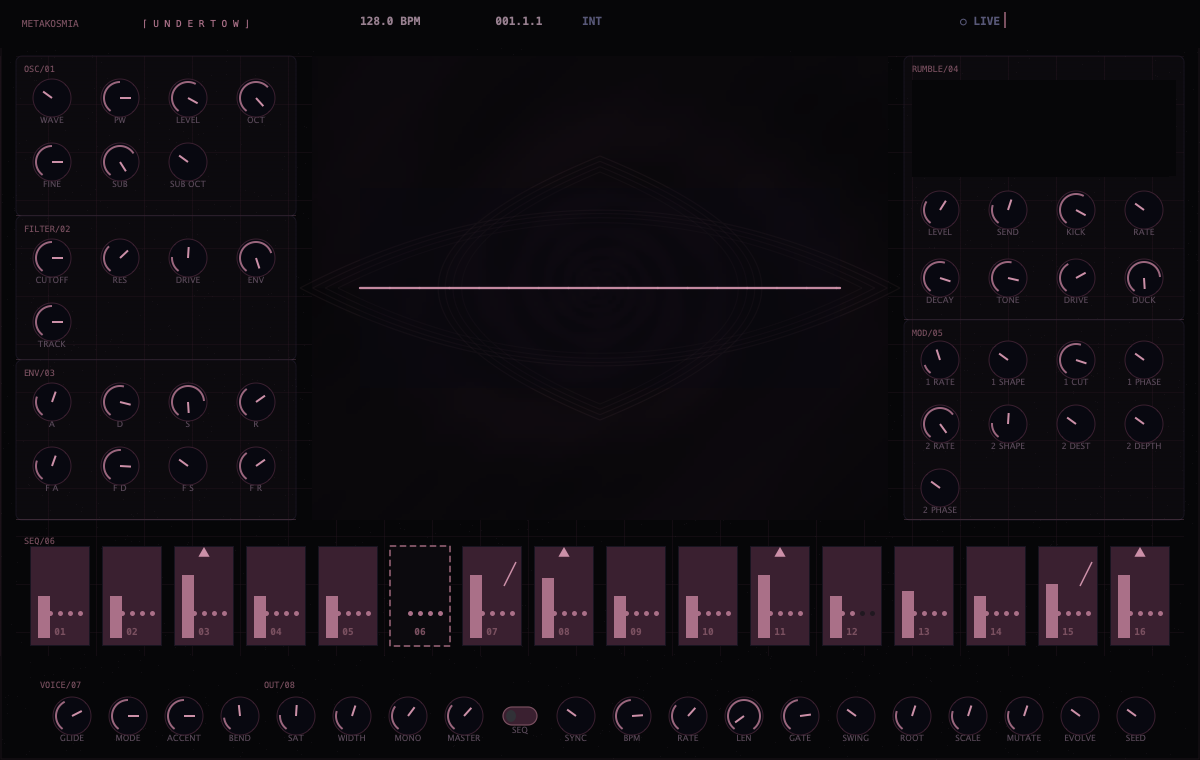 METAKOSMIA [UNDERTOW] 128.0 BPM 001.1.1 INT ○ LIVE
OSC/01
WAVE PW LEVEL OCT
FINE SUB SUB OCT
FILTER/02
CUTOFF RES DRIVE ENV
TRACK
ENV/03
A D S R
F A F D F S F R
RUMBLE/04
LEVEL SEND KICK RATE
DECAY TONE DRIVE DUCK
MOD/05
1 RATE 1 SHAPE 1 CUT 1 PHASE
2 RATE 2 SHAPE 2 DEST 2 DEPTH
2 PHASE
SEQ/06
01 02 03 04 05 06 07 08 09 10 11 12 13 14 15 16
VOICE/07 OUT/08
GLIDE MODE ACCENT BEND SAT WIDTH MONO MASTER SEQ SYNC BPM RATE LEN GATE SWING ROOT SCALE MUTATE EVOLVE SEED